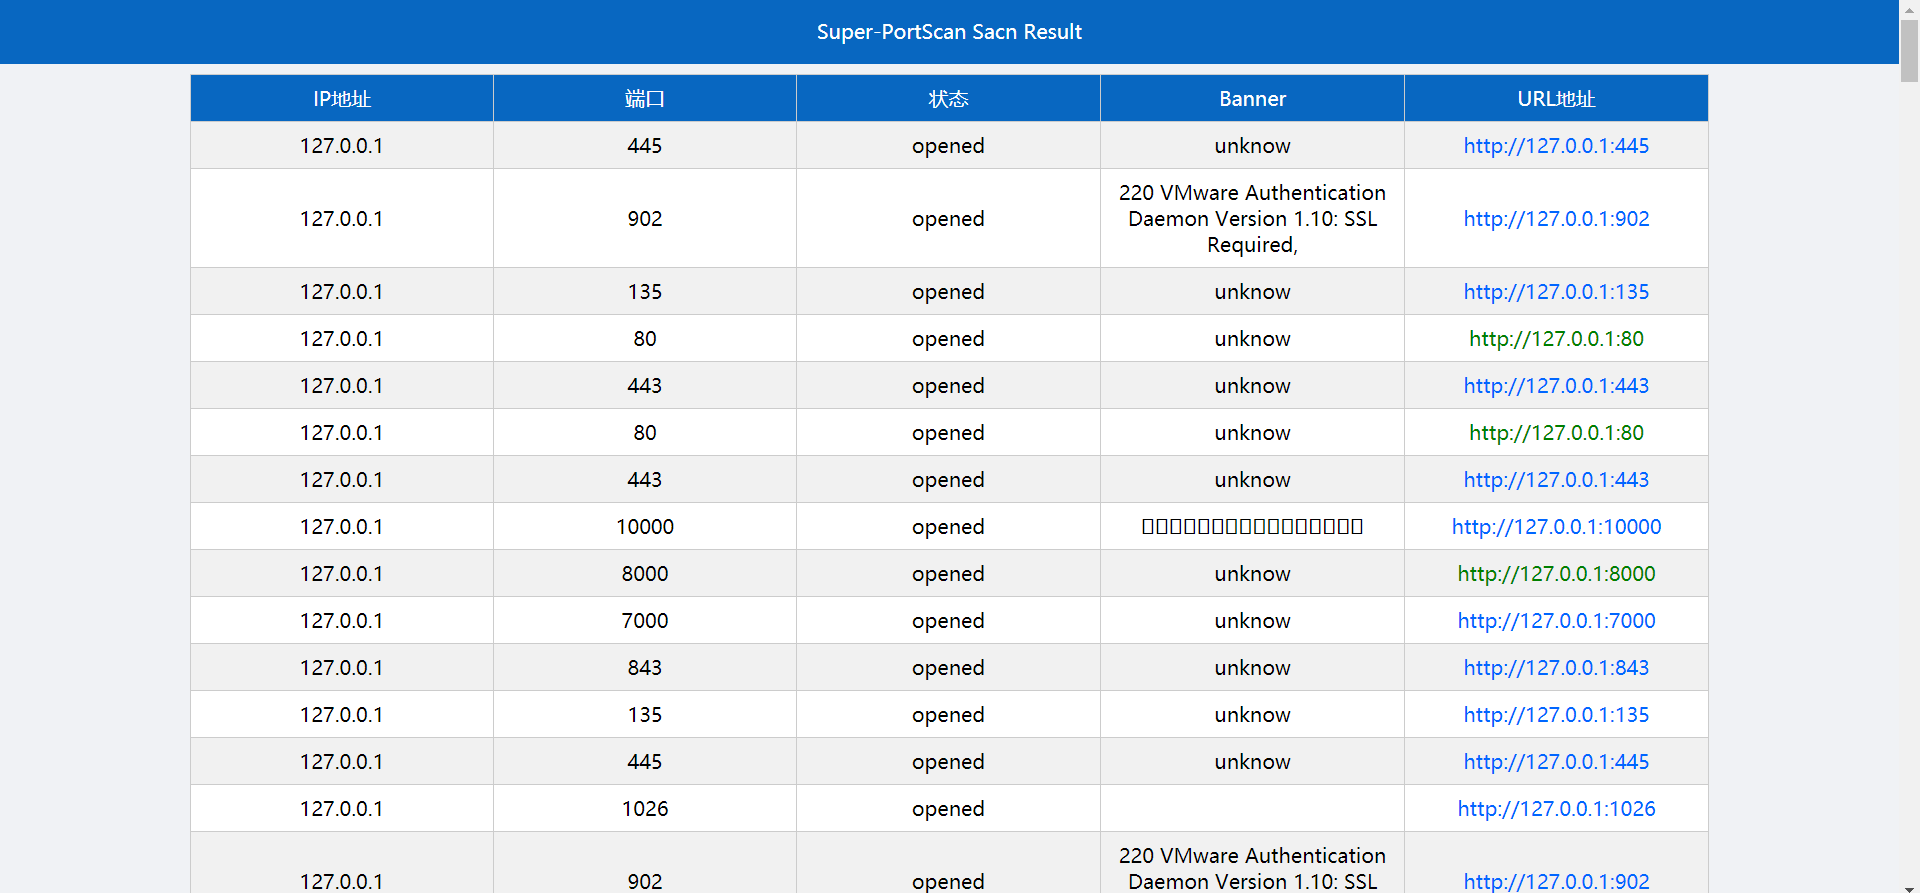 Super-PortScan Sacn Result
IP地址 端口 状态 Banner URL地址
127.0.0.1 445 opened unknow http://127.0.0.1:445
220 VMware Authentication
127.0.0.1 902 opened Daemon Version 1.10: SSL http://127.0.0.1:902
Required,
127.0.0.1 135 opened unknow http://127.0.0.1:135
127.0.0.1 80 opened unknow http://127.0.0.1:80
127.0.0.1 443 opened unknow http://127.0.0.1:443
127.0.0.1 80 opened unknow http://127.0.0.1:80
127.0.0.1 443 opened unknow http://127.0.0.1:443
127.0.0.1 10000 opened http://127.0.0.1:10000
127.0.0.1 8000 opened unknow http://127.0.0.1:8000
127.0.0.1 7000 opened unknow http://127.0.0.1:7000
127.0.0.1 843 opened unknow http://127.0.0.1:843
127.0.0.1 135 opened unknow http://127.0.0.1:135
127.0.0.1 445 opened unknow http://127.0.0.1:445
127.0.0.1 1026 opened http://127.0.0.1:1026
220 VMware Authentication
127.0.0.1 902 opened Daemon Version 1.10: SSL http://127.0.0.1:902